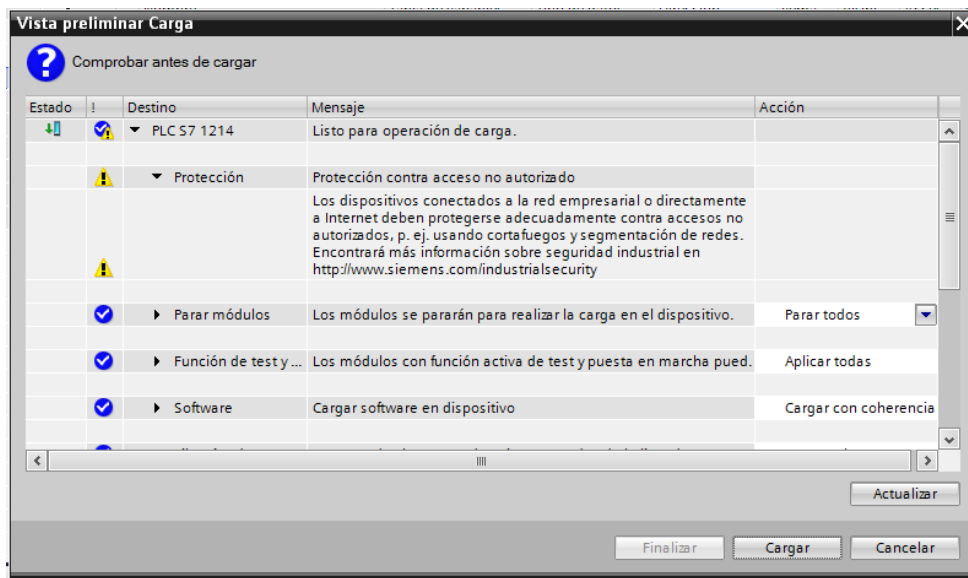 Vista preliminar Carga
Comprobar antes de cargar
Estado ! Destino Mensaje Acción
PLC S7 1214 Listo para operación de carga.
Protección Protección contra acceso no autorizado
Los dispositivos conectados a la red empresarial o directamente
a Internet deben protegerse adecuadamente contra accesos no
autorizados, p. ej. usando cortafuegos y segmentación de redes.
Encontrará más información sobre seguridad industrial en
http://www.siemens.com/industrialsecurity
Parar módulos Los módulos se pararán para realizar la carga en el dispositivo. Parar todos
Función de test y ... Los módulos con función activa de test y puesta en marcha pued. Aplicar todas
Software Cargar software en dispositivo Cargar con coherencia
Actualizar
Finalizar Cargar Cancelar